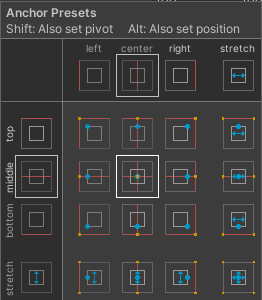 Anchor Presets
Shift: Also set pivot Alt: Also set position
left center right stretch
top
middle
bottom
stretch